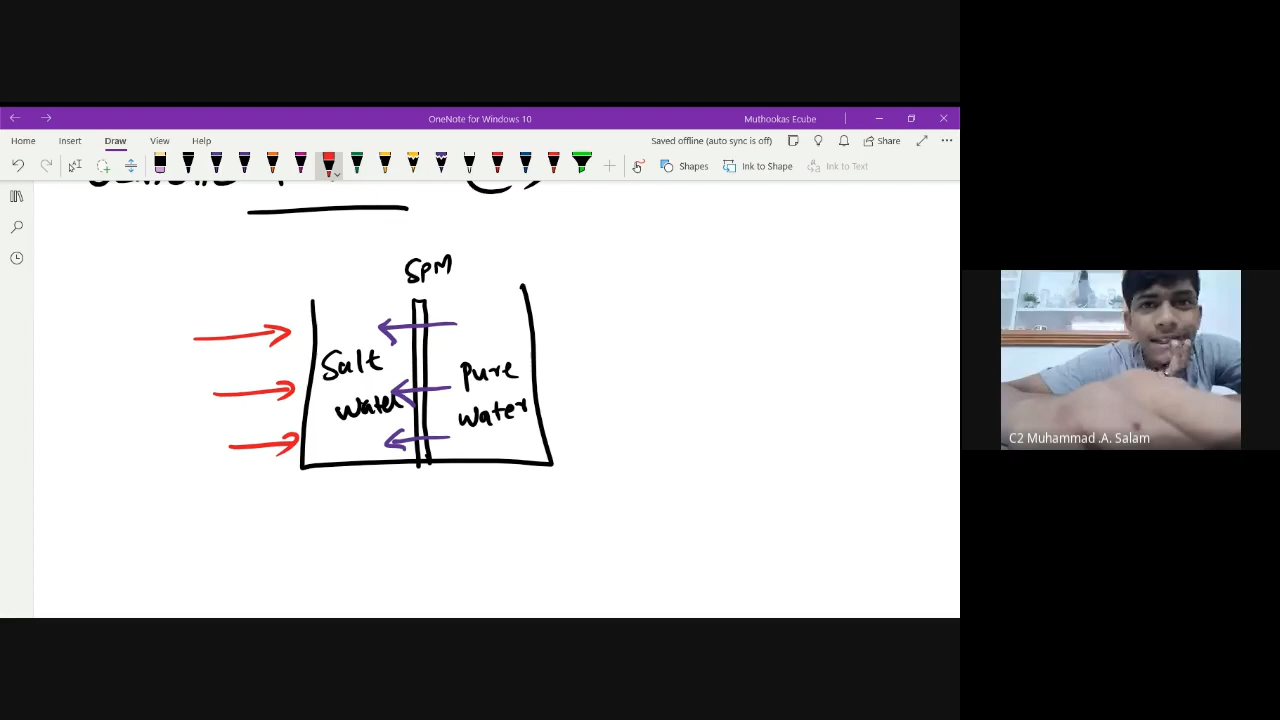 OneNote for Windows 10
Muthookas Ecube
Home Insert Draw View Help
Saved offline (auto sync is off)
Share
Shapes
Ink to Shape
Ink to Text
SPM
Salt
water
Pure
water
C2 Muhammad .A. Salam